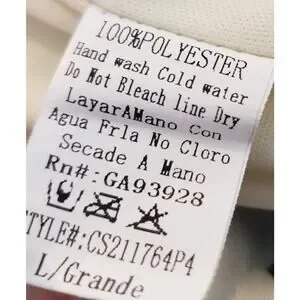 100%POLYESTER
Hand wash Cold water
Do Not Bleach line Dry
LayarAMano Con
Agua Frla No Cloro
Secade A Mano
Rn#:GA93928
TYLE#:CS211764P4
L/Grande